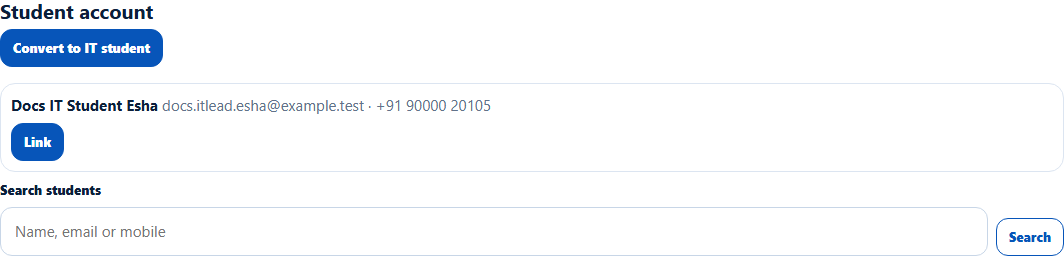 Student account
Convert to IT student
Docs IT Student Esha docs.itlead.esha@example.test · +91 90000 20105
Link
Search students
Name, email or mobile
Search